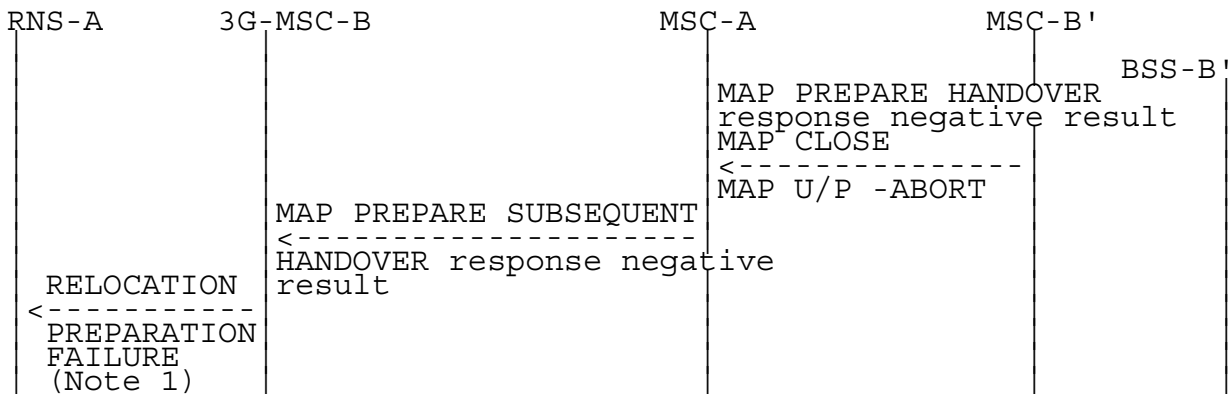 RNS-A 3G-MSC-B MSC-A MSC-B'
BSS-B'
MAP PREPARE HANDOVER
response negative result
MAP CLOSE
MAP U/P -ABORT
MAP PREPARE SUBSEQUENT
HANDOVER response negative
result
RELOCATION
PREPARATION
FAILURE
(Note 1)